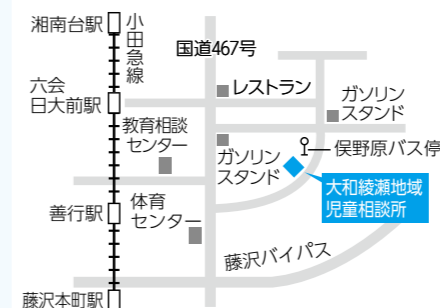 湘南台駅
小田急線
国道467号
六会
日大前駅
レストラン
ガソリン
スタンド
教育相談
センター
ガソリン
スタンド
俣野原バス停
大和綾瀬地域
児童相談所
善行駅
体育
センター
藤沢バイパス
藤沢本町駅